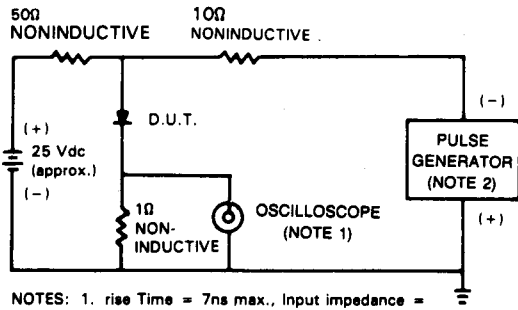 50Ω
NONINDUCTIVE
10Ω
NONINDUCTIVE
(+)
25 Vdc
(approx.)
(-)
D.U.T.
1Ω
NON-
INDUCTIVE
OSCILLOSCOPE
(NOTE 1)
(-)
PULSE
GENERATOR
(NOTE 2)
(+)
NOTES: 1. rise Time = 7ns max., Input impedance =